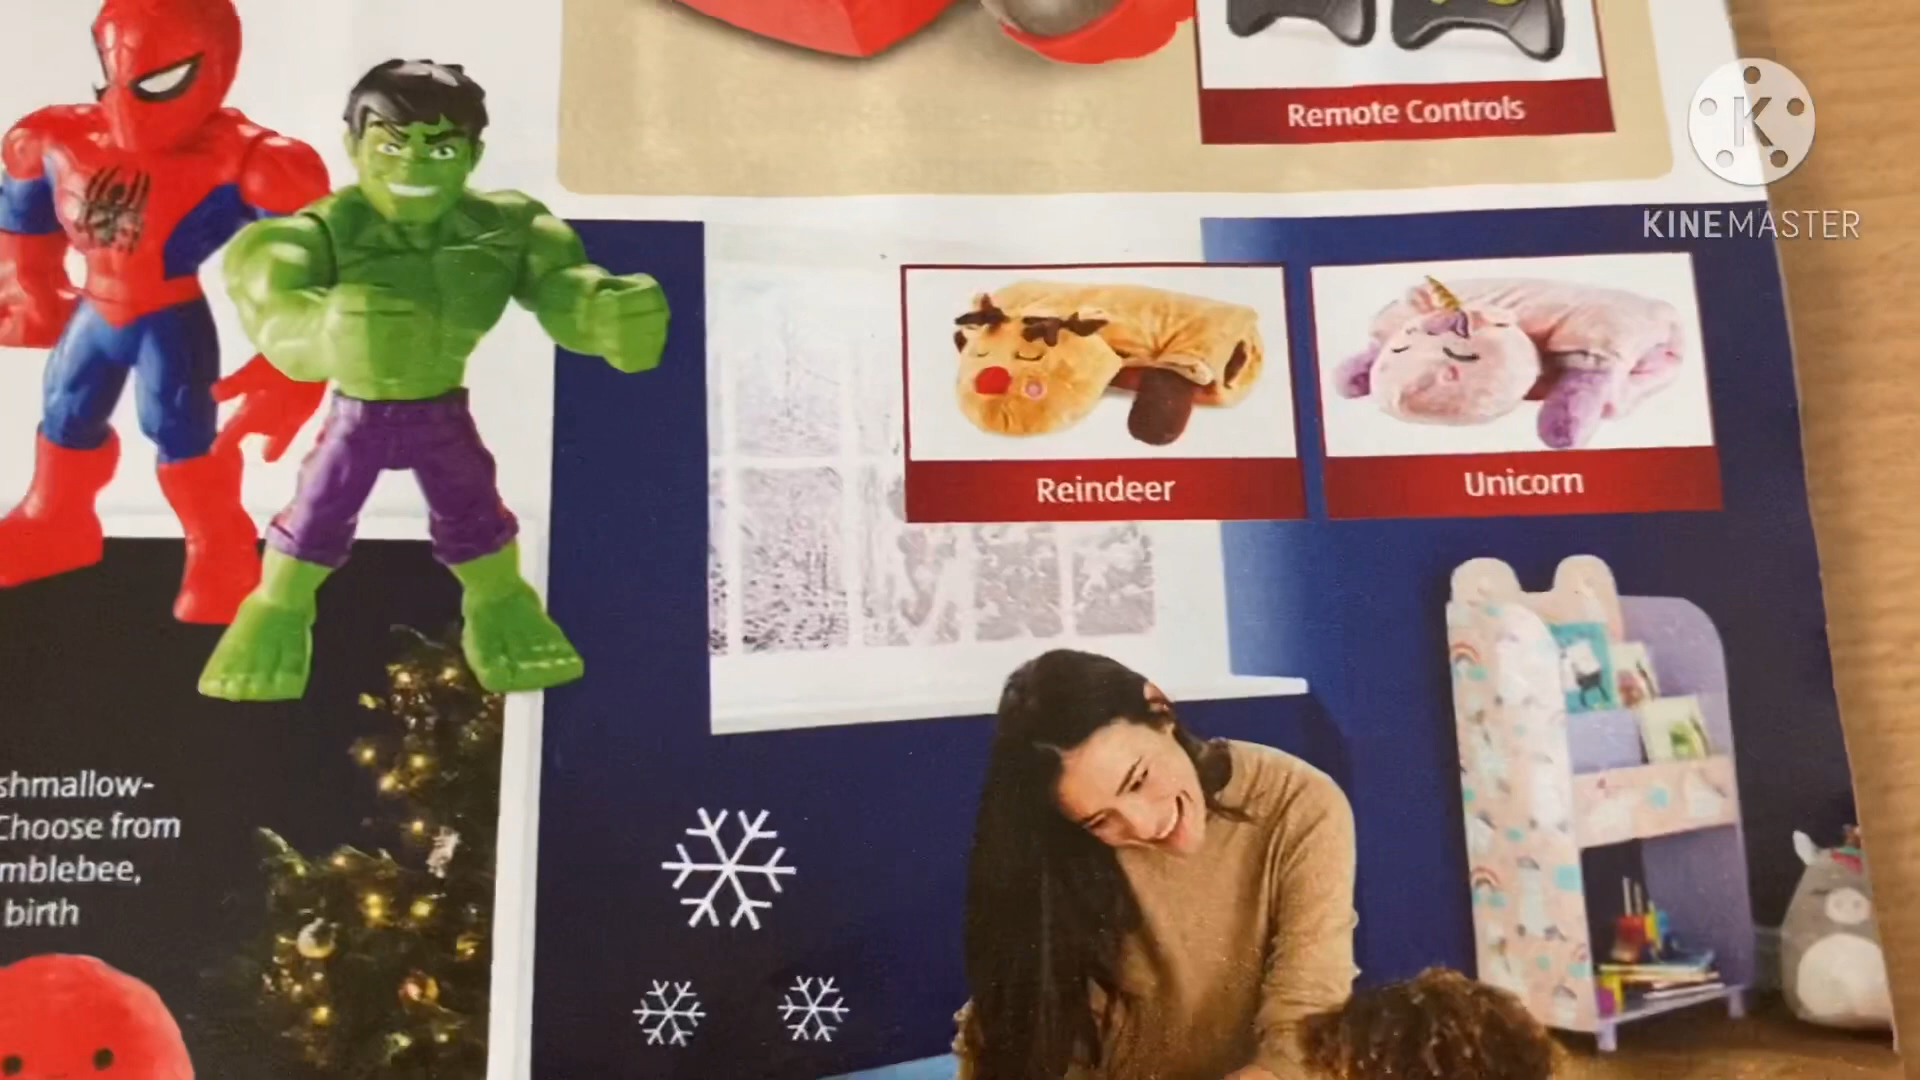 Remote Controls
K
KINEMASTER
Reindeer
Unicorn
shmallow-
Choose from
mblebee,
birth